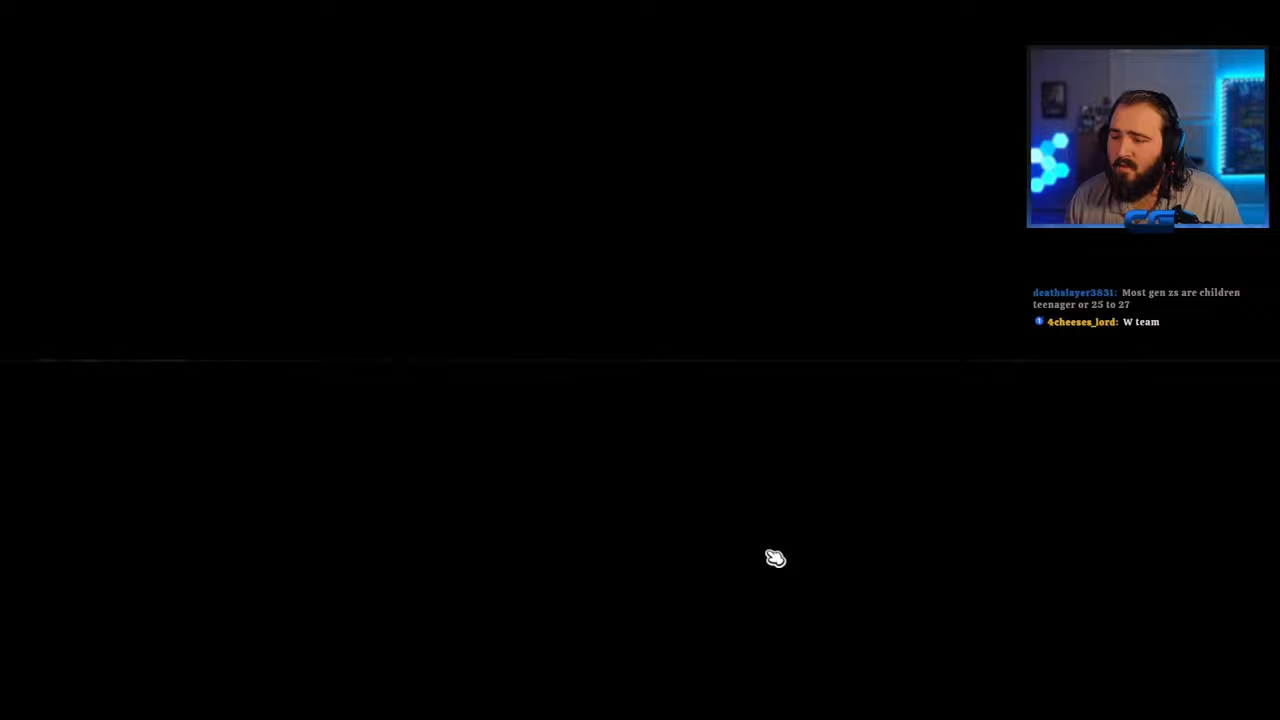 deathslayer3831: Most gen zs are children
teenager or 25 to 27
4cheeses_lord: W team